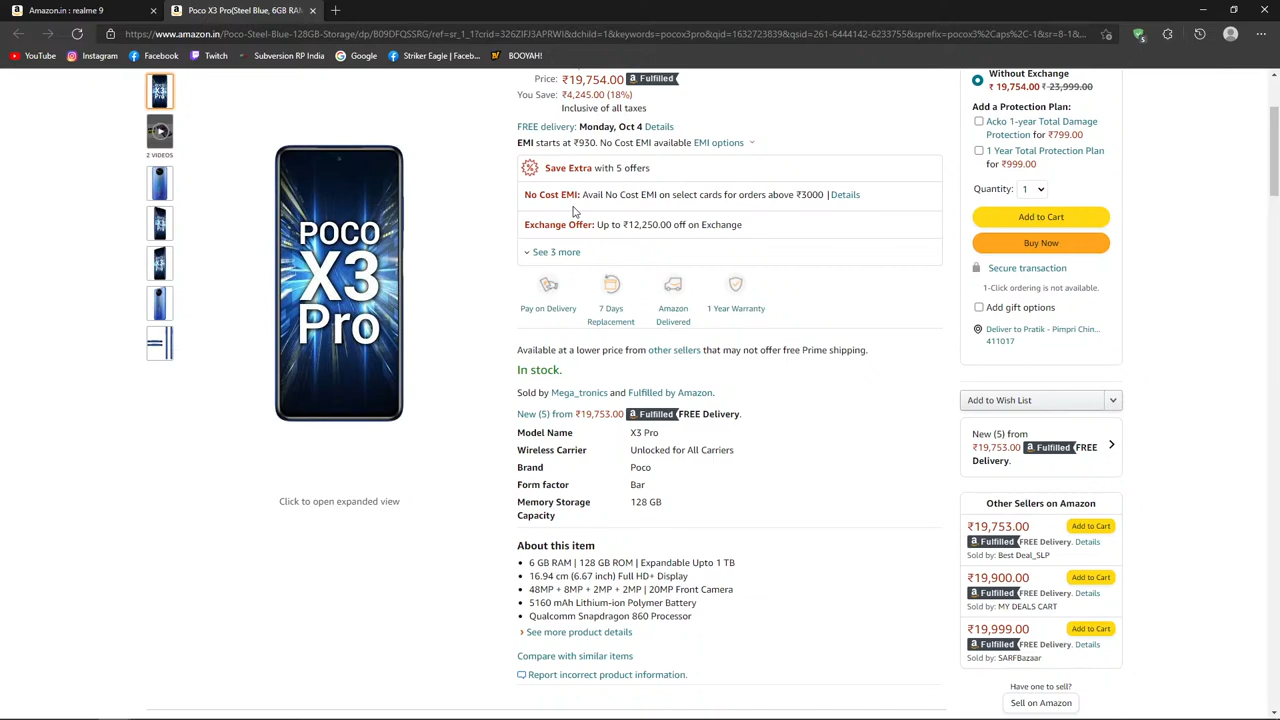 Amazon.in : realme 9
Poco X3 Pro(Steel Blue, 6GB RAM
https://www.amazon.in/Poco-Steel-Blue-128GB-Storage/dp/B09DFQSSRG/ref=sr_1_1?crid=326ZIFJ3APRWI&dchild=1&keywords=pocox3pro&qid=1632723839&qsid=261-6444142-6233755&sprefix=pocox3%2Caps%2C-1&sr=8-1&...
YouTube
Instagram
Facebook
Twitch
Subversion RP India
Google
Striker Eagle | Faceb...
BOOYAH!
2 VIDEOS
POCO
X3
Pro
Click to open expanded view
Price: ₹19,754.00 Fulfilled
You Save: ₹4,245.00 (18%)
Inclusive of all taxes
FREE delivery: Monday, Oct 4 Details
EMI starts at ₹930. No Cost EMI available EMI options
Save Extra with 5 offers
No Cost EMI: Avail No Cost EMI on select cards for orders above ₹3000 | Details
Exchange Offer: Up to ₹12,250.00 off on Exchange
See 3 more
Pay on Delivery
7 Days
Replacement
Amazon
Delivered
1 Year Warranty
Available at a lower price from other sellers that may not offer free Prime shipping.
In stock.
Sold by Mega_tronics and Fulfilled by Amazon.
New (5) from ₹19,753.00 Fulfilled FREE Delivery.
Model Name X3 Pro
Wireless Carrier Unlocked for All Carriers
Brand Poco
Form factor Bar
Memory Storage 128 GB
Capacity
About this item
• 6 GB RAM | 128 GB ROM | Expandable Upto 1 TB
• 16.94 cm (6.67 inch) Full HD+ Display
• 48MP + 8MP + 2MP + 2MP | 20MP Front Camera
• 5160 mAh Lithium-ion Polymer Battery
• Qualcomm Snapdragon 860 Processor
› See more product details
Compare with similar items
Report incorrect product information.
Without Exchange
₹ 19,754.00 ₹ 23,999.00
Add a Protection Plan:
Acko 1-year Total Damage
Protection for ₹799.00
1 Year Total Protection Plan
for ₹999.00
Quantity: 1
Add to Cart
Buy Now
Secure transaction
1-Click ordering is not available.
Add gift options
Deliver to Pratik - Pimpri Chin...
411017
Add to Wish List
New (5) from
₹19,753.00 Fulfilled FREE
Delivery.
Other Sellers on Amazon
₹19,753.00 Add to Cart
Fulfilled FREE Delivery. Details
Sold by: Best Deal_SLP
₹19,900.00 Add to Cart
Fulfilled FREE Delivery. Details
Sold by: MY DEALS CART
₹19,999.00 Add to Cart
Fulfilled FREE Delivery. Details
Sold by: SARFBazaar
Have one to sell?
Sell on Amazon